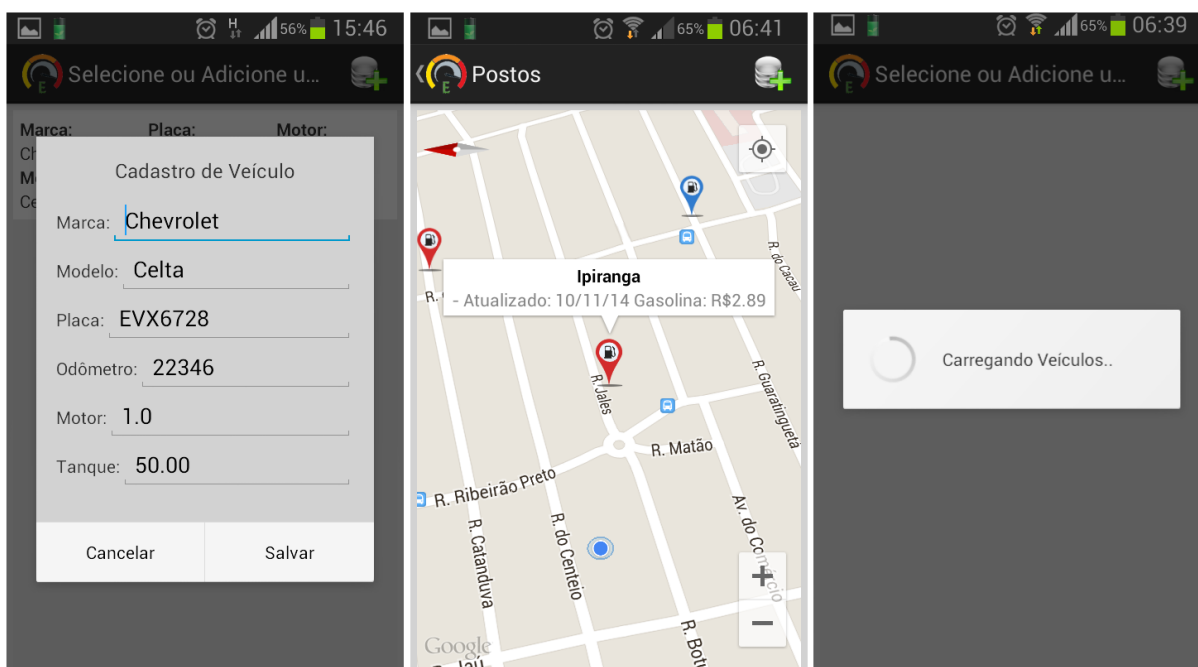 56% 15:46
Selecione ou Adicione u...
Marca: Placa: Motor:
Cadastro de Veículo
Marca: Chevrolet
Modelo: Celta
Placa: EVX6728
Odômetro: 22346
Motor: 1.0
Tanque: 50.00
Cancelar Salvar
65% 06:41
E Postos
R. do Cacau
Ipiranga
- Atualizado: 10/11/14 Gasolina: R$2.89
R. Jales
R. Guaratinguetá
R. Matão
R. Ribeirão Preto
R. Catanduva
R. do Centeio
Av. do Comércio
+
−
Google
65% 06:39
E Selecione ou Adicione u...
Carregando Veículos..